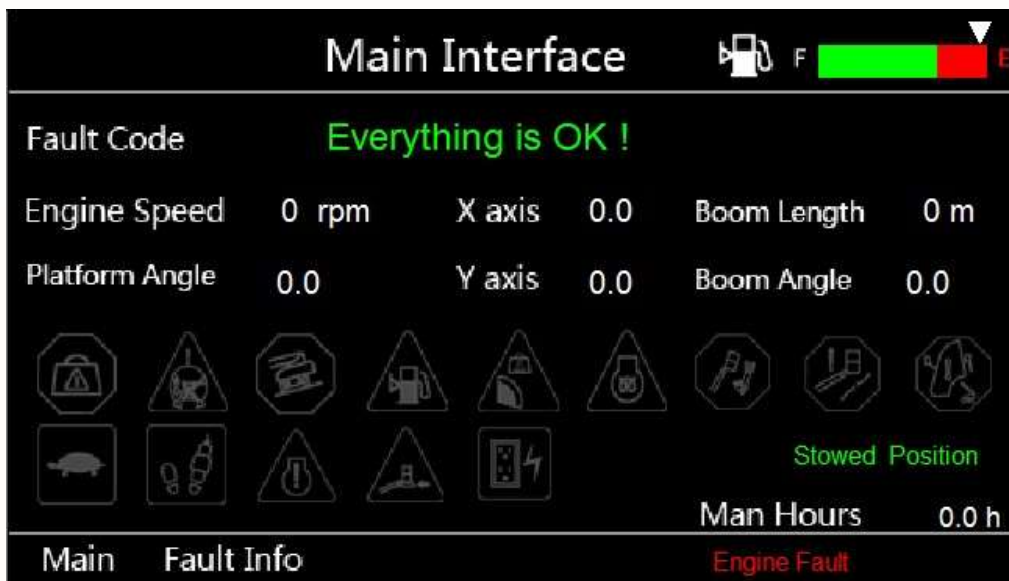 Main Interface F E
Fault Code Everything is OK !
Engine Speed 0 rpm X axis 0.0 Boom Length 0 m
Platform Angle 0.0 Y axis 0.0 Boom Angle 0.0
Stowed Position
Man Hours 0.0 h
Main Fault Info Engine Fault